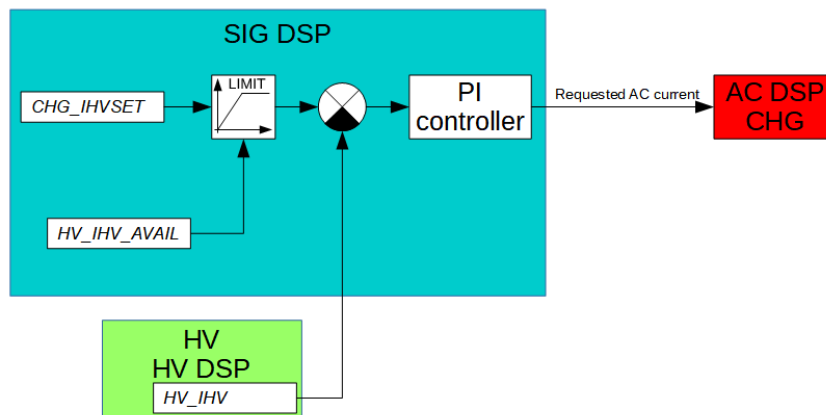 SIG DSP
LIMIT
CHG_IHVSET
PI
controller
Requested AC current
AC DSP
CHG
HV_IHV_AVAIL
HV
HV DSP
HV_IHV